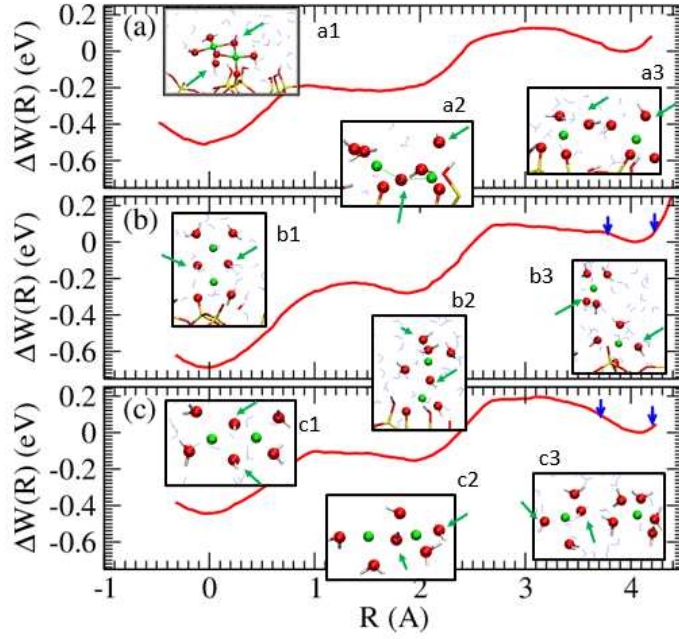 0.2
(a)
a1
0
-0.2
-0.4
-0.6
ΔW(R) (eV)
a2
a3
0.2
(b)
b1
0
-0.2
-0.4
-0.6
ΔW(R) (eV)
b2
b3
0.2
(c)
c1
0
-0.2
-0.4
-0.6
ΔW(R) (eV)
c2
c3
-1 0 1 2 3 4
R (A)